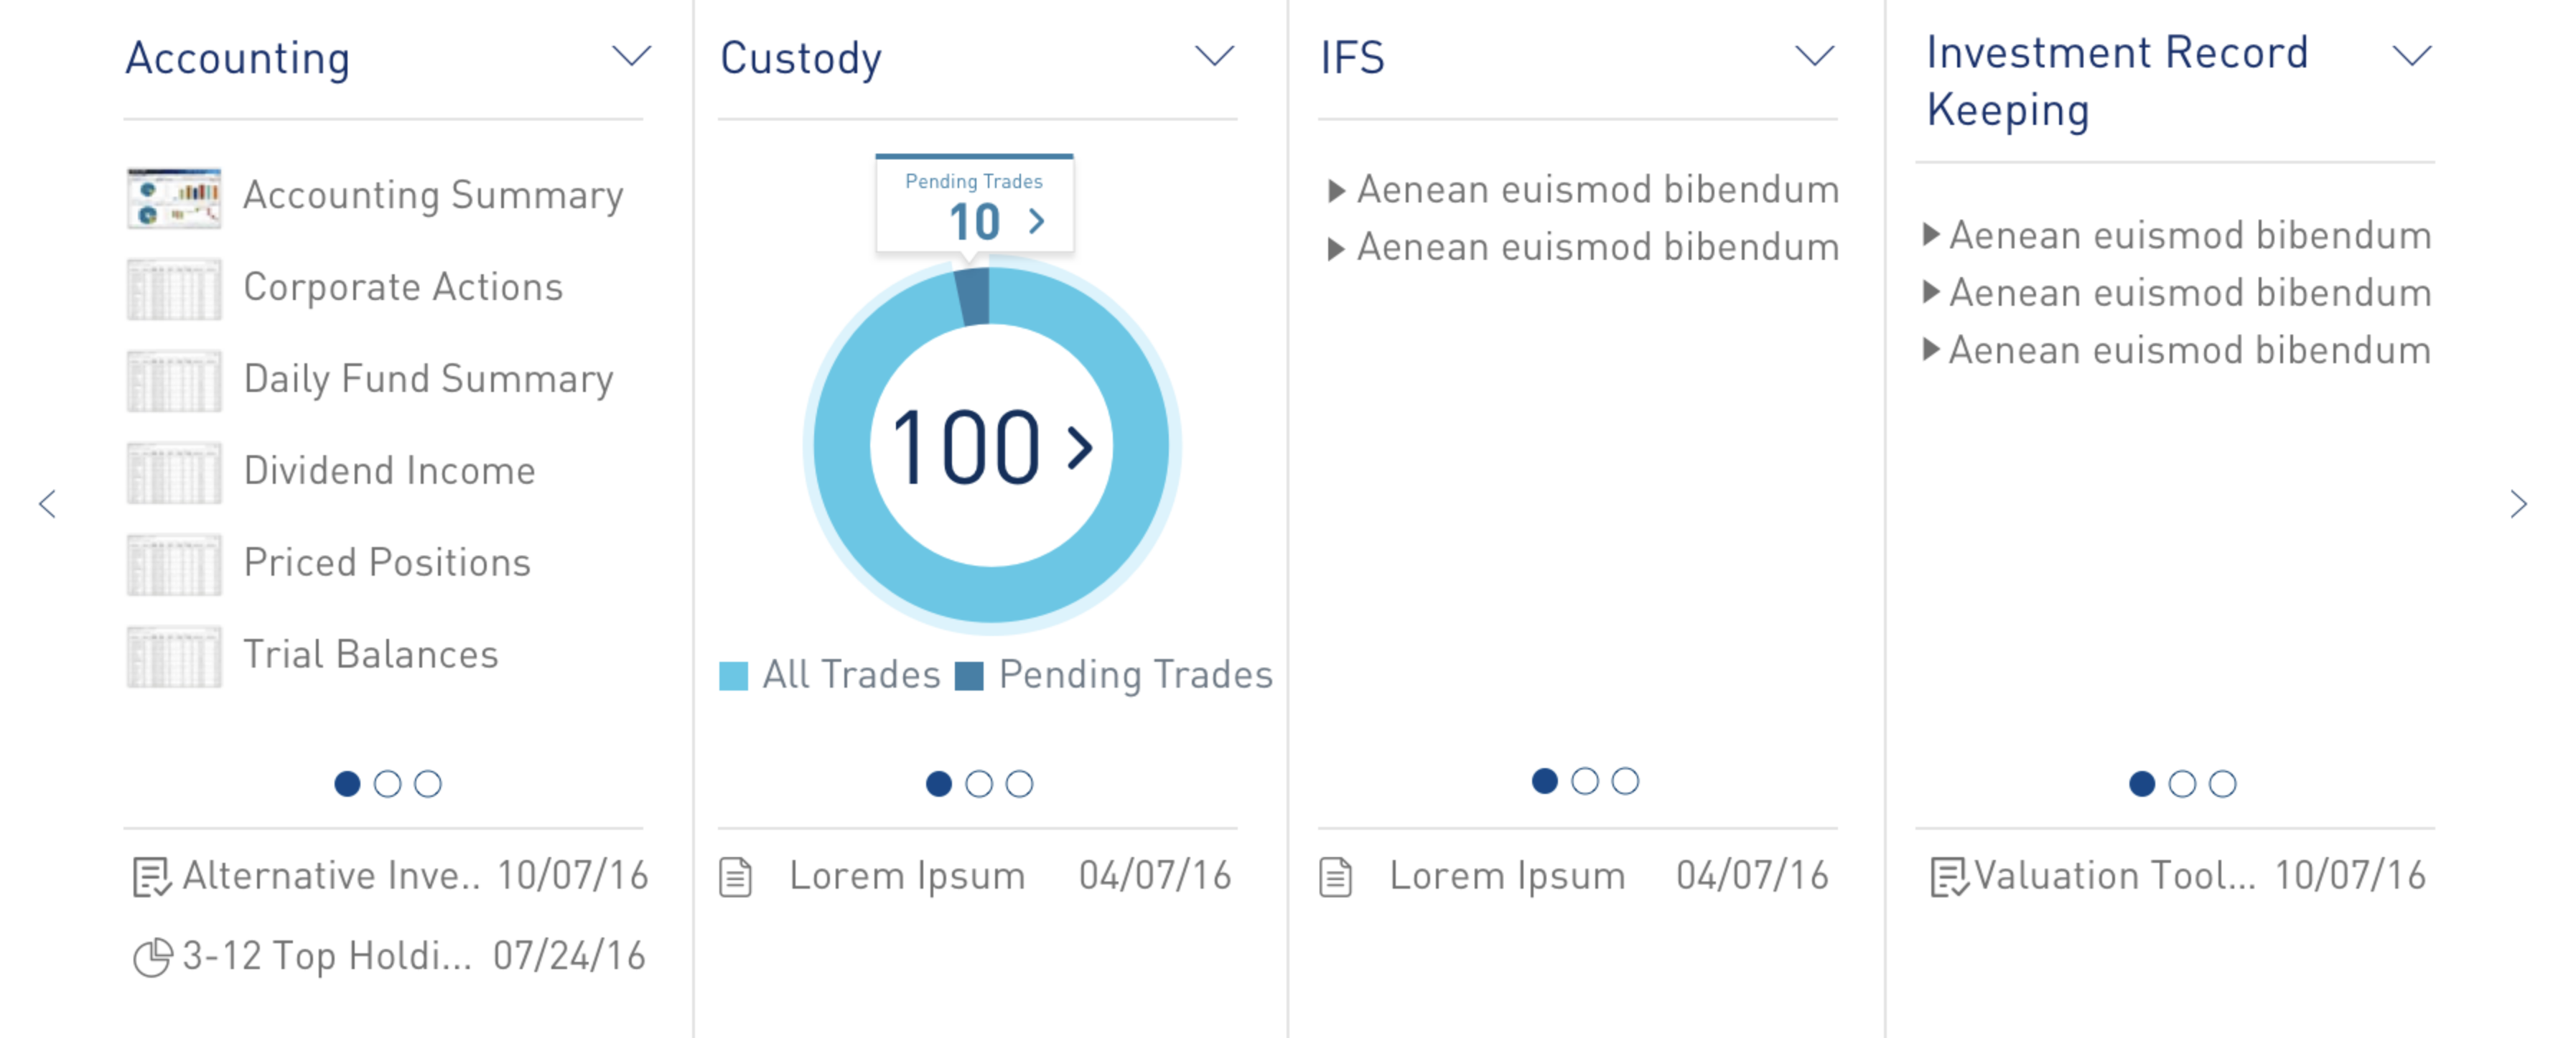 Accounting
Accounting Summary
Corporate Actions
Daily Fund Summary
Dividend Income
Priced Positions
Trial Balances
Alternative Inve.. 10/07/16
3-12 Top Holdi... 07/24/16
Custody
Pending Trades
10 >
100 >
All Trades Pending Trades
Lorem Ipsum 04/07/16
IFS
Aenean euismod bibendum
Aenean euismod bibendum
Lorem Ipsum 04/07/16
Investment Record
Keeping
Aenean euismod bibendum
Aenean euismod bibendum
Aenean euismod bibendum
Valuation Tool... 10/07/16